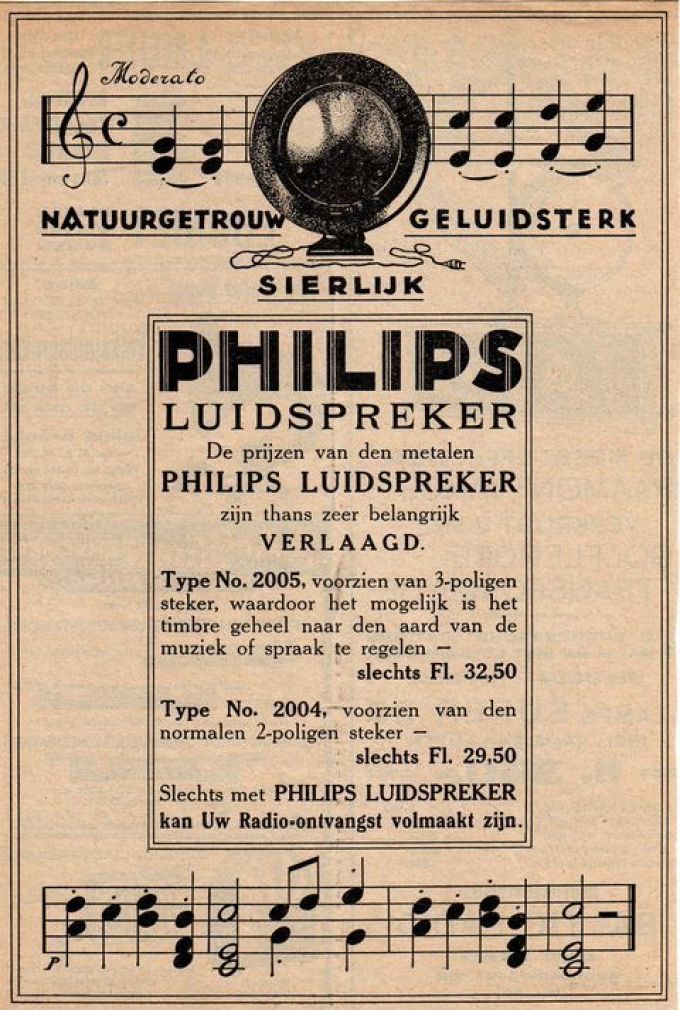 Moderato
NATUURGETROUW GELUIDSTERK
SIERLIJK
PHILIPS
LUIDSPREKER
De prijzen van den metalen
PHILIPS LUIDSPREKER
zijn thans zeer belangrijk
VERLAAGD.
Type No. 2005, voorzien van 3-poligen
steker, waardoor het mogelijk is het
timbre geheel naar den aard van de
muziek of spraak te regelen —
slechts Fl. 32,50
Type No. 2004, voorzien van den
normalen 2-poligen steker —
slechts Fl. 29,50
Slechts met PHILIPS LUIDSPREKER
kan Uw Radio-ontvangst volmaakt zijn.
P